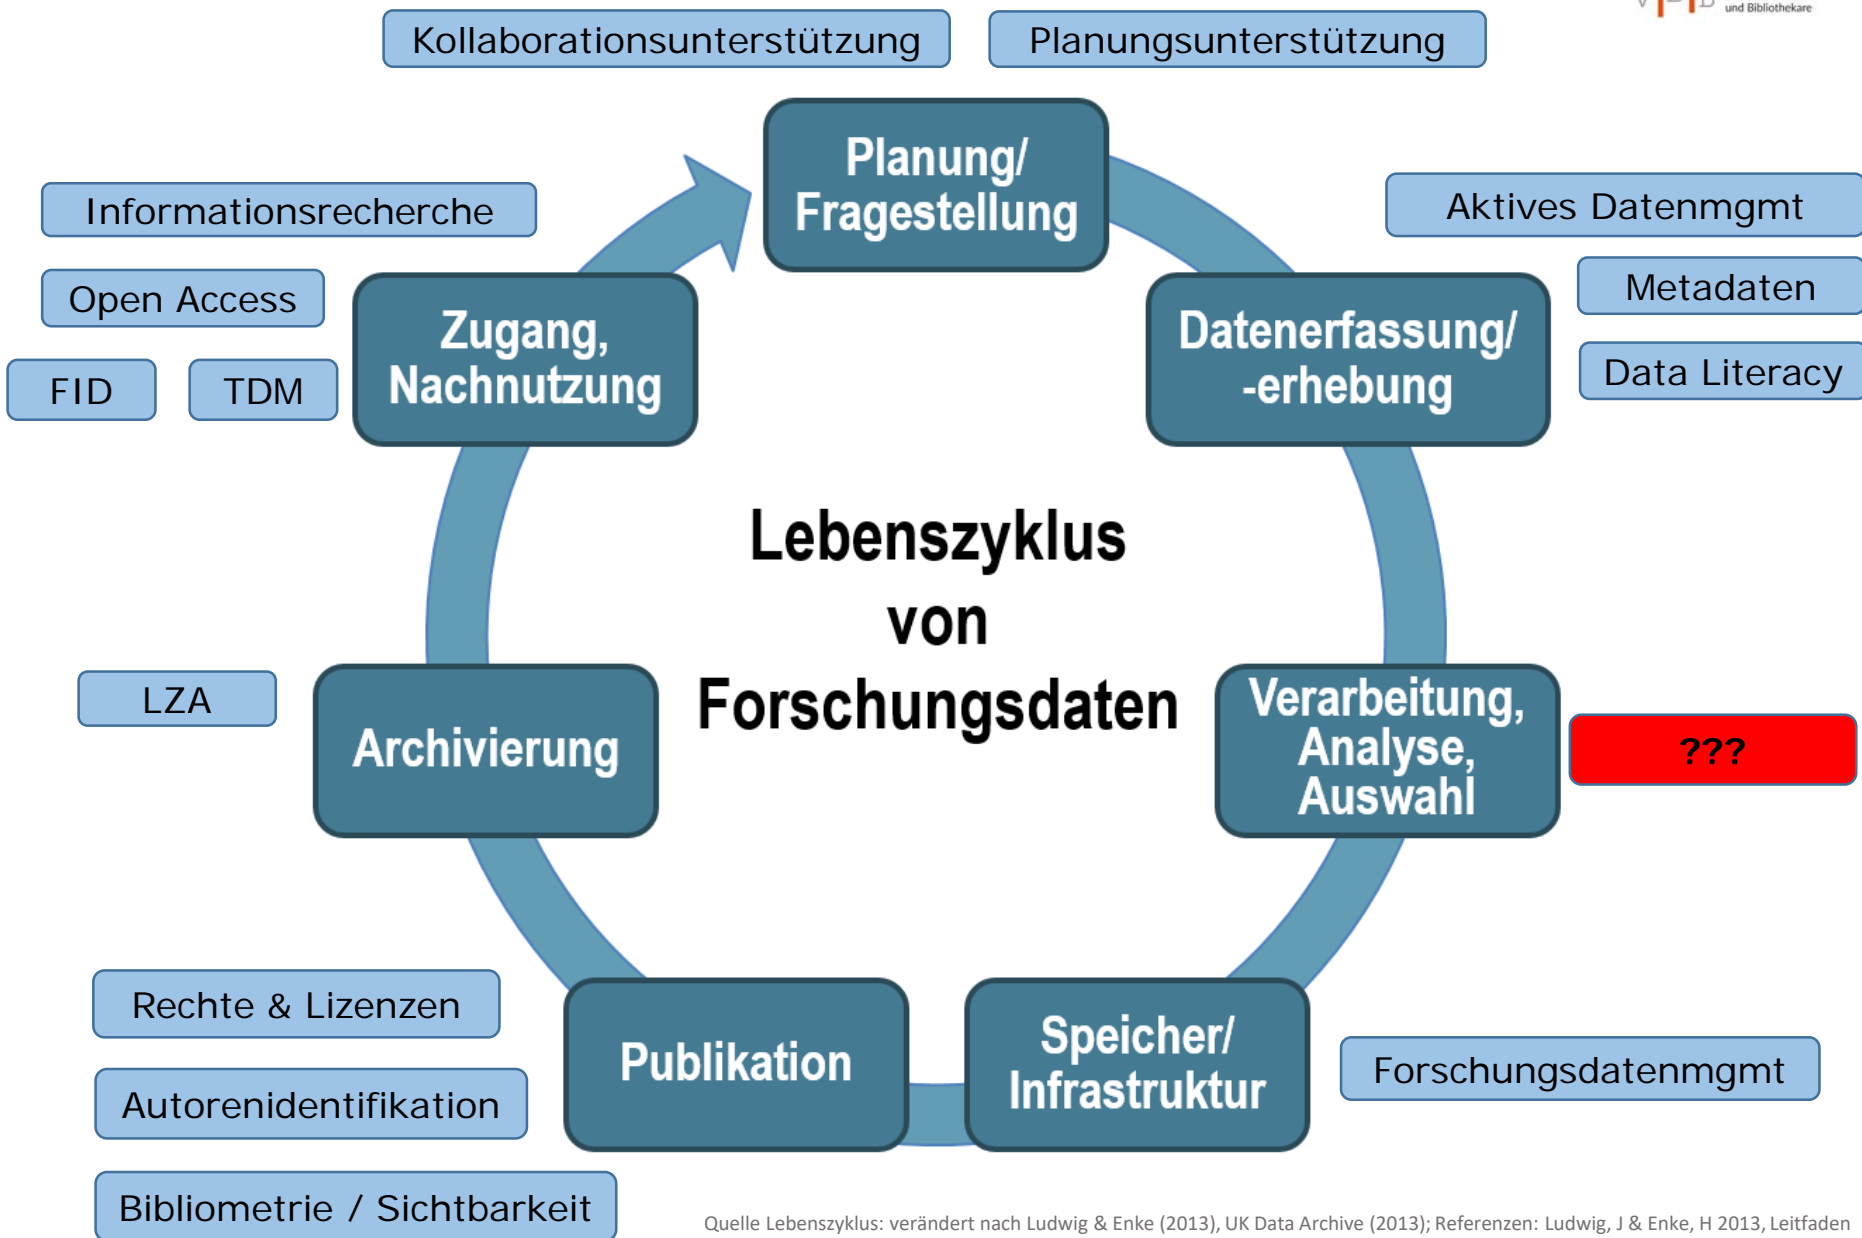 und Bibliothekare
Kollaborationsunterstützung
Planungsunterstützung
Planung/
Fragestellung
Informationsrecherche
Aktives Datenmgmt
Open Access
Metadaten
FID
TDM
Zugang,
Nachnutzung
Datenerfassung/
-erhebung
Data Literacy
Lebenszyklus
von
Forschungsdaten
LZA
Archivierung
Verarbeitung,
Analyse,
Auswahl
???
Rechte & Lizenzen
Autorenidentifikation
Bibliometrie / Sichtbarkeit
Publikation
Speicher/
Infrastruktur
Forschungsdatenmgmt
Quelle Lebenszyklus: verändert nach Ludwig & Enke (2013), UK Data Archive (2013); Referenzen: Ludwig, J & Enke, H 2013, Leitfaden